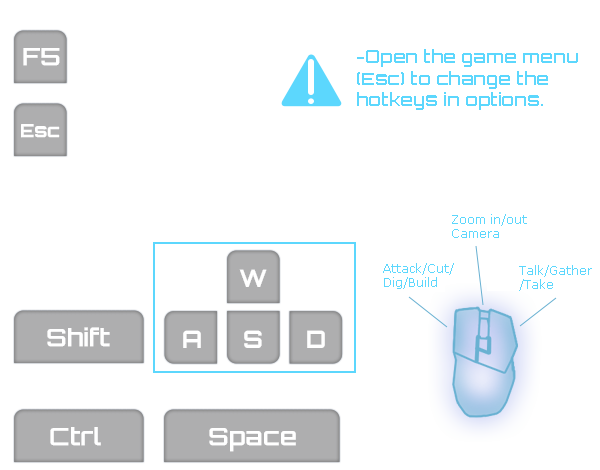 F5
-Open the game menu
(Esc) to change the
hotkeys in options.
Esc
Zoom in/out
Camera
Attack/Cut/
Dig/Build
Talk/Gather
/Take
W
Shift
A S D
Ctrl
Space